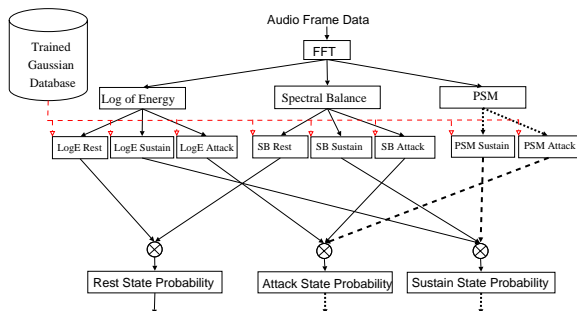 Audio Frame Data
Trained
Gaussian
Database
FFT
Log of Energy
Spectral Balance
PSM
LogE Rest
LogE Sustain
LogE Attack
SB Rest
SB Sustain
SB Attack
PSM Sustain
PSM Attack
Rest State Probability
Attack State Probability
Sustain State Probability